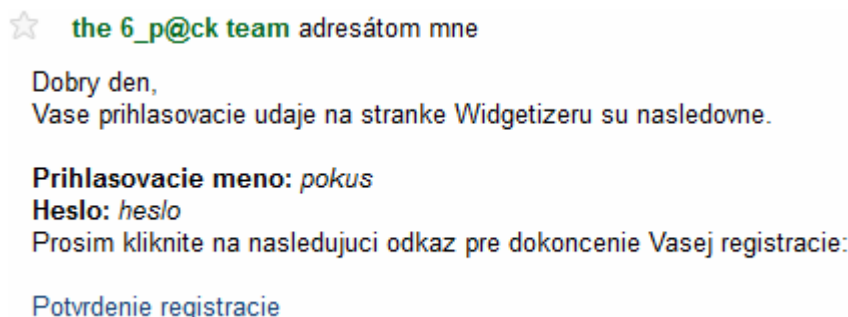 the 6_p@ck team adresátom mne
Dobry den,
Vase prihlasovacie udaje na stranke Widgetizeru su nasledovne.
Prihlasovacie meno: pokus
Heslo: heslo
Prosim kliknite na nasledujuci odkaz pre dokoncenie Vasej registracie:
Potvrdenie registracie